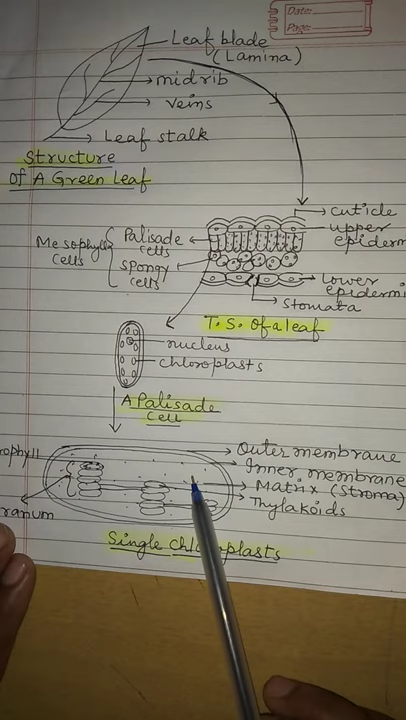 Date:
Page:
Leaf blade
(Lamina)
midrib
veins
Leaf stalk
Structure
Of A Green Leaf
cuticle
upper
epiderm
Palisade
cells
Mesophyll
cells
spongy
cells
Lower
epidermi
Stomata
T. S. Of a leaf
nucleus
chloroplasts
A Palisade
Cell
rophyll
Outer membrane
Inner membrane
Matrix (Stroma)
Thylakoids
ranum
Single Chloroplasts